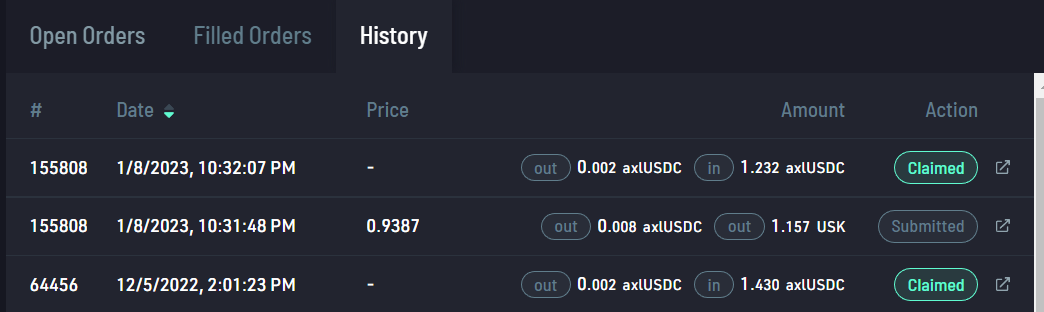 Open Orders Filled Orders History
# Date Price Amount Action
155808 1/8/2023, 10:32:07 PM - out 0.002 axlUSDC in 1.232 axlUSDC Claimed
155808 1/8/2023, 10:31:48 PM 0.9387 out 0.008 axlUSDC out 1.157 USK Submitted
64456 12/5/2022, 2:01:23 PM - out 0.002 axlUSDC in 1.430 axlUSDC Claimed